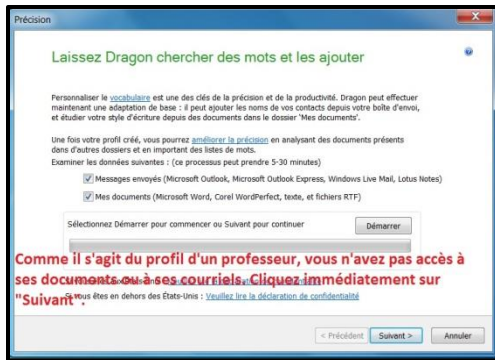 Précision
Laissez Dragon chercher des mots et les ajouter
Personnaliser le vocabulaire est une des clés de la précision et de la productivité. Dragon peut effectuer
maintenant une adaptation de base : il peut ajouter les noms de vos contacts depuis votre boîte d'envoi,
et étudier votre style d'écriture depuis des documents dans le dossier 'Mes documents'.
Une fois votre profil créé, vous pourrez améliorer la précision en analysant des documents présents
dans d'autres dossiers et en important des listes de mots.
Examiner les données suivantes : (ce processus peut prendre 5-30 minutes)
Messages envoyés (Microsoft Outlook, Microsoft Outlook Express, Windows Live Mail, Lotus Notes)
Mes documents (Microsoft Word, Corel WordPerfect, texte, et fichiers RTF)
Sélectionnez Démarrer pour commencer ou Suivant pour continuer
Démarrer
Comme il s'agit du profil d'un professeur, vous n'avez pas accès à
ses documents ou à ses courriels. Cliquez immédiatement sur
"Suivant".
Si vous êtes en dehors des États-Unis : Veuillez lire la déclaration de confidentialité
< Précédent
Suivant >
Annuler